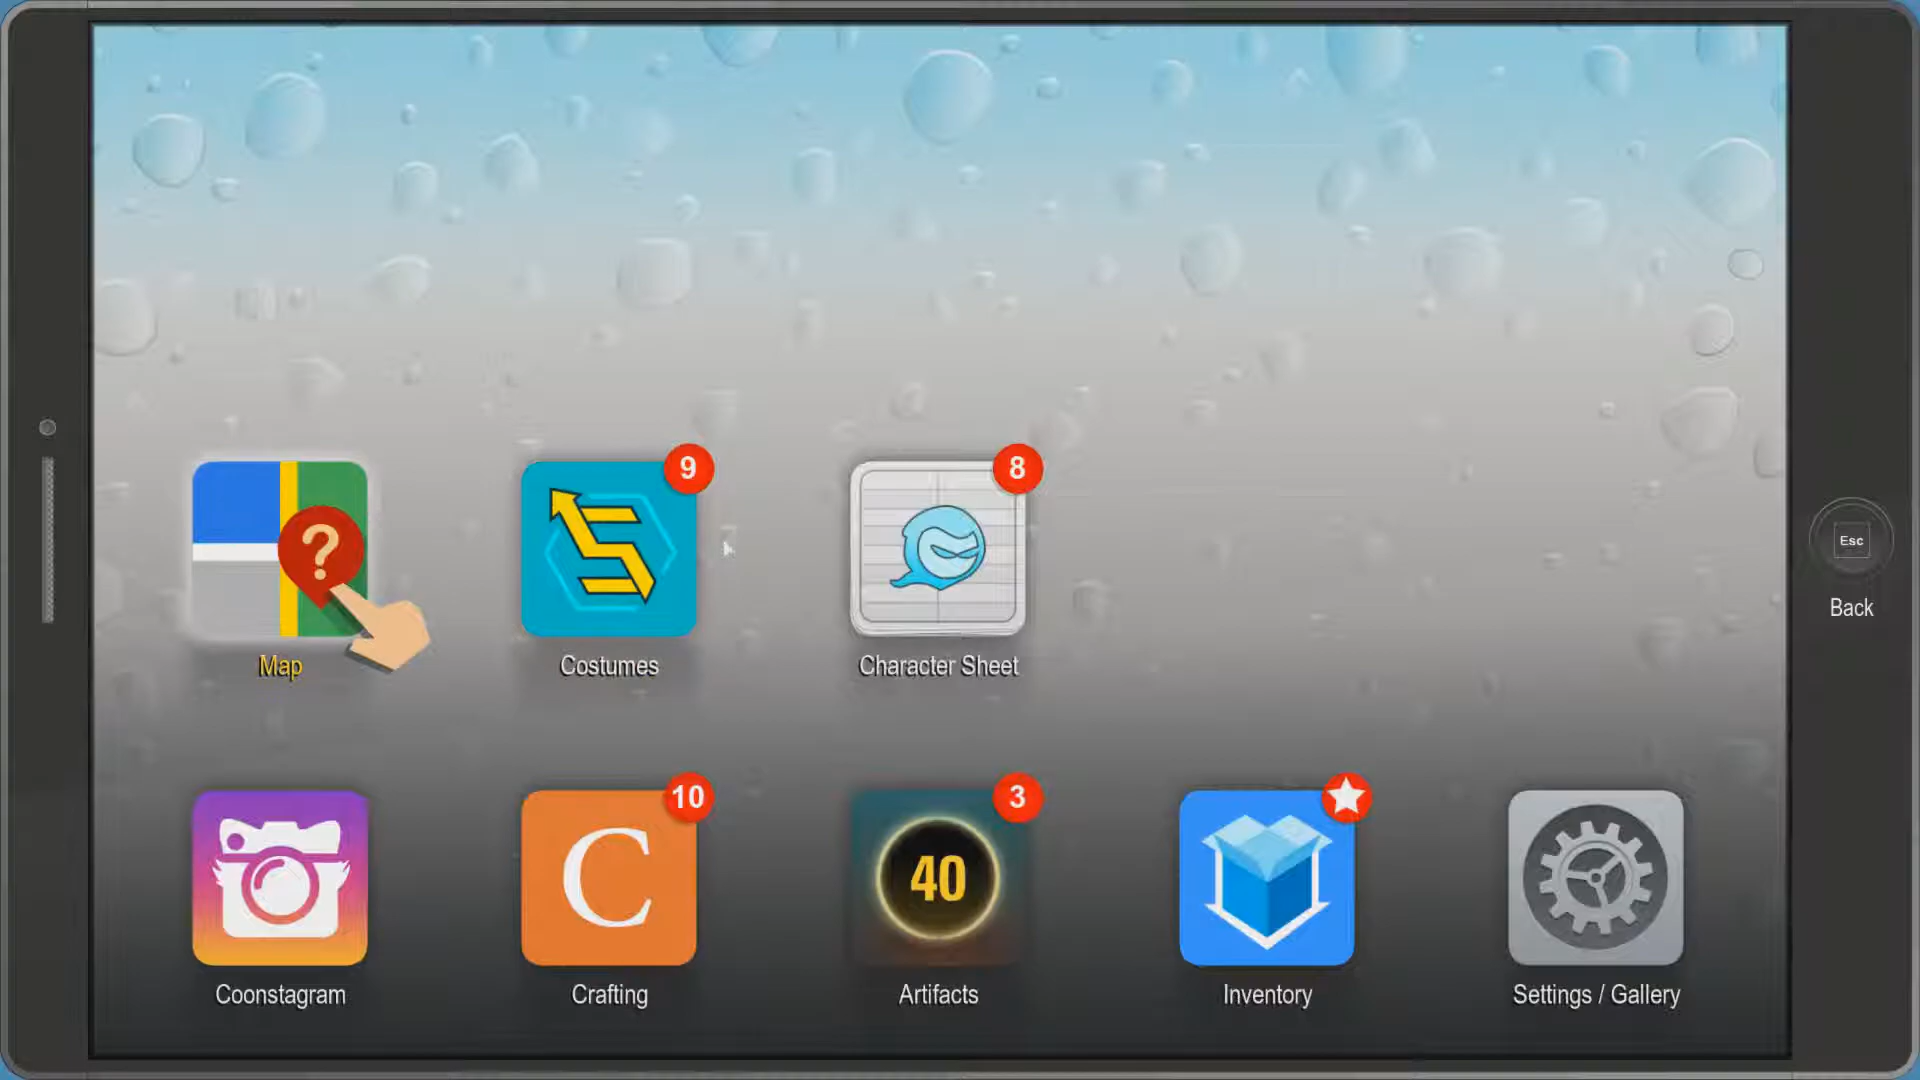 9
8
?
Esc
Back
Map
Costumes
Character Sheet
10
3
C
40
Coonstagram
Crafting
Artifacts
Inventory
Settings / Gallery